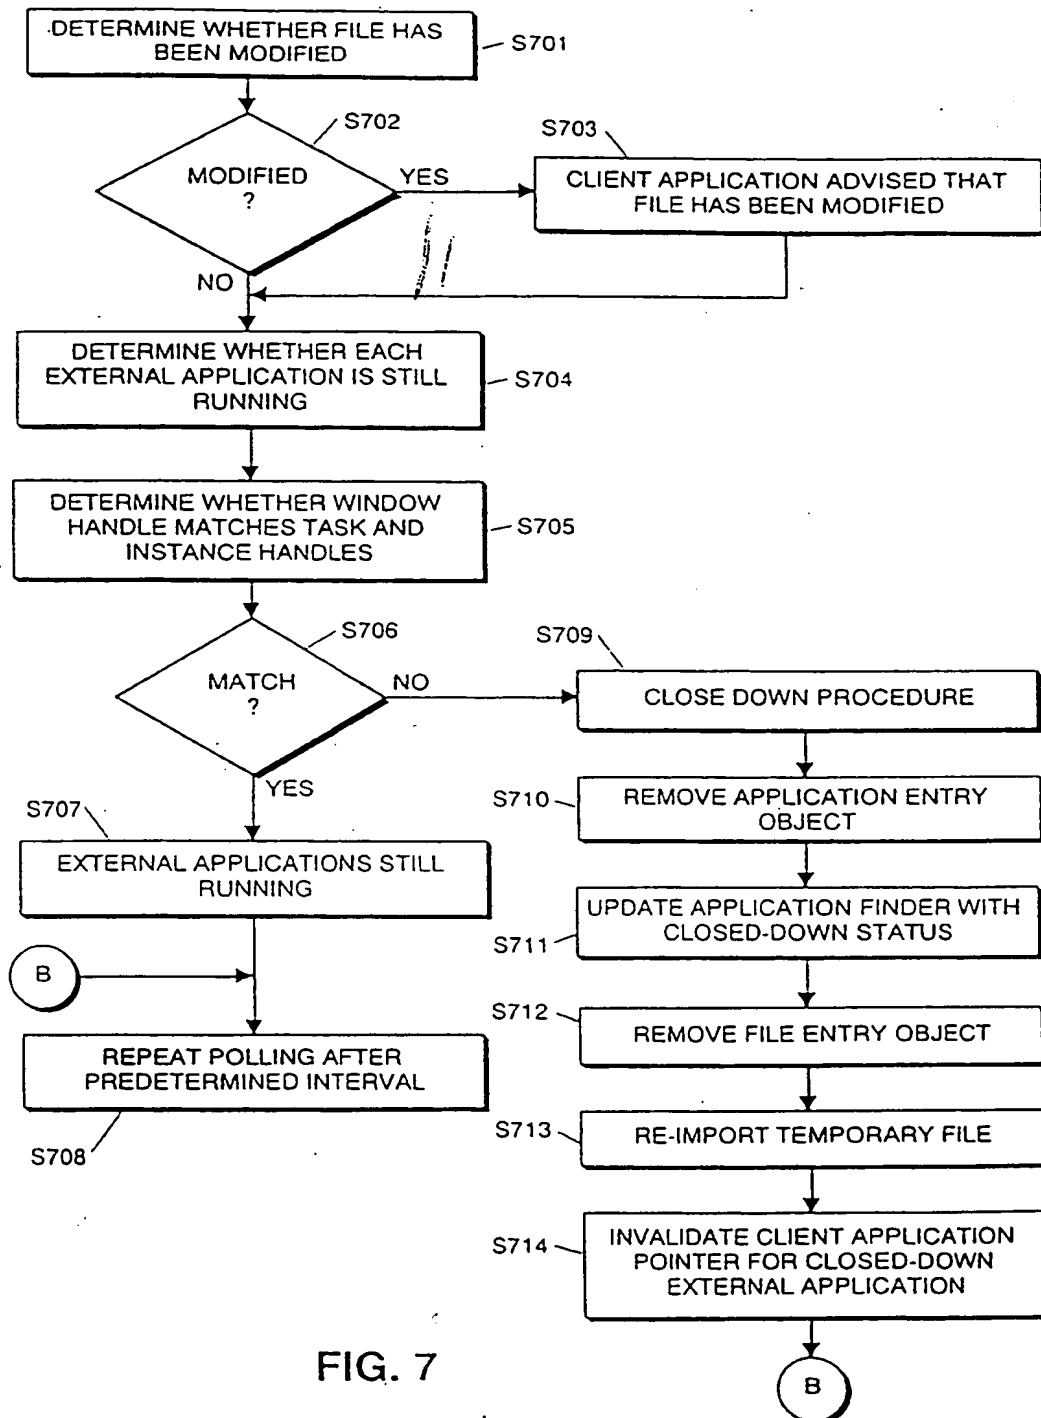 DETERMINE WHETHER FILE HAS
BEEN MODIFIED
S701
S702
MODIFIED
?
YES
NO
S703
CLIENT APPLICATION ADVISED THAT
FILE HAS BEEN MODIFIED
DETERMINE WHETHER EACH
EXTERNAL APPLICATION IS STILL
RUNNING
S704
DETERMINE WHETHER WINDOW
HANDLE MATCHES TASK AND
INSTANCE HANDLES
S705
S706
MATCH
?
NO
YES
S707
EXTERNAL APPLICATIONS STILL
RUNNING
B
REPEAT POLLING AFTER
PREDETERMINED INTERVAL
S708
S709
CLOSE DOWN PROCEDURE
S710
REMOVE APPLICATION ENTRY
OBJECT
S711
UPDATE APPLICATION FINDER WITH
CLOSED-DOWN STATUS
S712
REMOVE FILE ENTRY OBJECT
S713
RE-IMPORT TEMPORARY FILE
S714
INVALIDATE CLIENT APPLICATION
POINTER FOR CLOSED-DOWN
EXTERNAL APPLICATION
B
FIG. 7